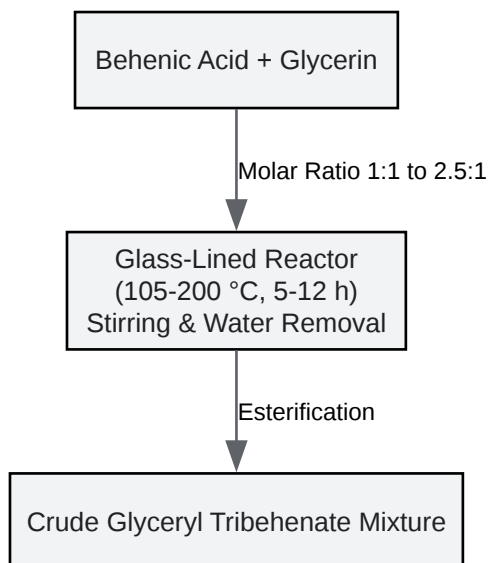 Behenic Acid + Glycerin
Molar Ratio 1:1 to 2.5:1
Glass-Lined Reactor
(105-200 °C, 5-12 h)
Stirring & Water Removal
Esterification
Crude Glyceryl Tribehenate Mixture